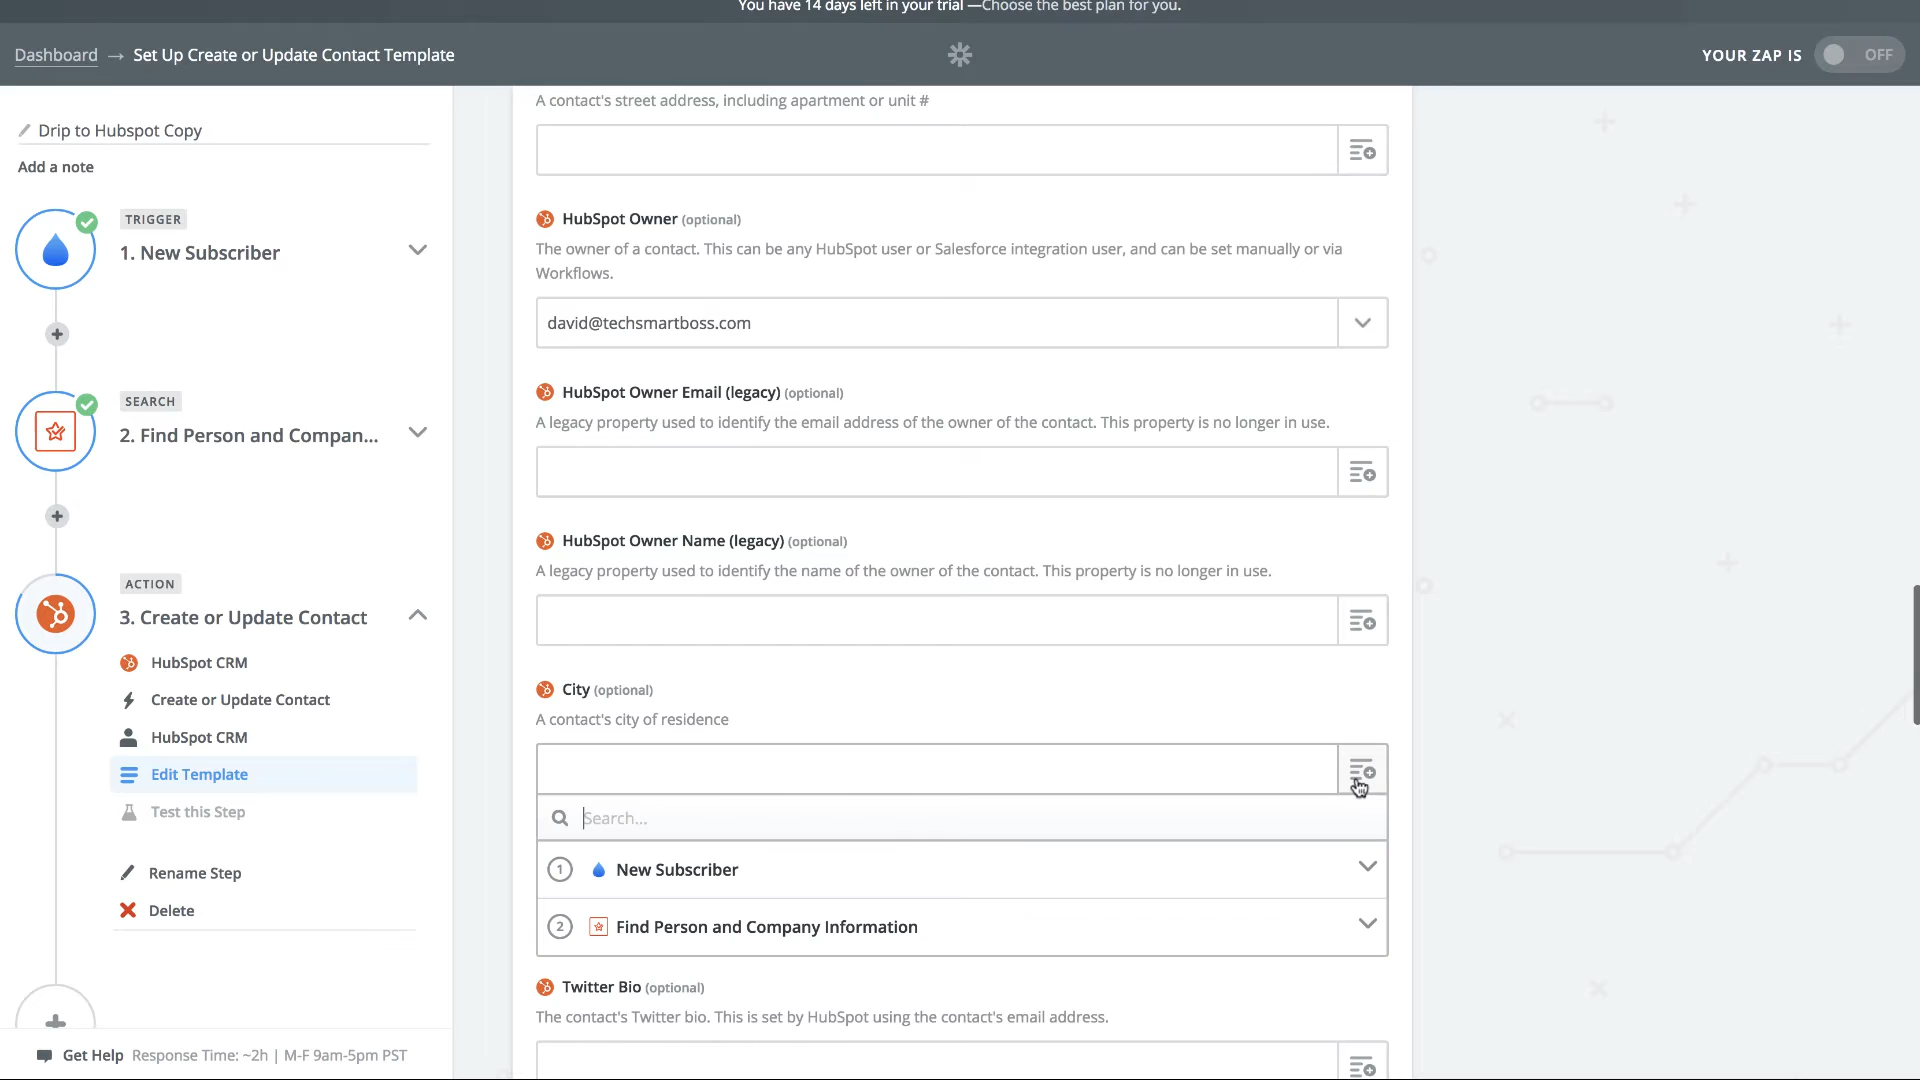 You have 14 days left in your trial —Choose the best plan for you.
Dashboard → Set Up Create or Update Contact Template
YOUR ZAP IS OFF
Drip to Hubspot Copy
Add a note
TRIGGER
1. New Subscriber
SEARCH
2. Find Person and Compan...
ACTION
3. Create or Update Contact
HubSpot CRM
Create or Update Contact
HubSpot CRM
Edit Template
Test this Step
Rename Step
Delete
Get Help Response Time: ~2h | M-F 9am-5pm PST
A contact's street address, including apartment or unit #
HubSpot Owner (optional)
The owner of a contact. This can be any HubSpot user or Salesforce integration user, and can be set manually or via
Workflows.
david@techsmartboss.com
HubSpot Owner Email (legacy) (optional)
A legacy property used to identify the email address of the owner of the contact. This property is no longer in use.
HubSpot Owner Name (legacy) (optional)
A legacy property used to identify the name of the owner of the contact. This property is no longer in use.
City (optional)
A contact's city of residence
Search...
1 New Subscriber
2 Find Person and Company Information
Twitter Bio (optional)
The contact's Twitter bio. This is set by HubSpot using the contact's email address.